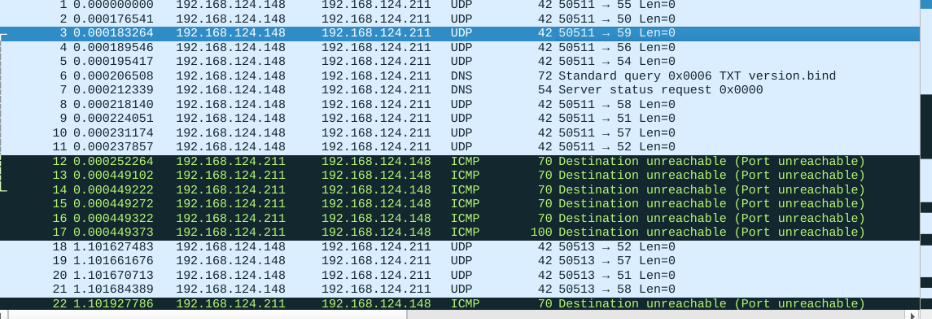 1 0.000000000 192.168.124.148 192.168.124.211 UDP 42 50511 → 55 Len=0
2 0.000176541 192.168.124.148 192.168.124.211 UDP 42 50511 → 50 Len=0
3 0.000183264 192.168.124.148 192.168.124.211 UDP 42 50511 → 59 Len=0
4 0.000189546 192.168.124.148 192.168.124.211 UDP 42 50511 → 56 Len=0
5 0.000195417 192.168.124.148 192.168.124.211 UDP 42 50511 → 54 Len=0
6 0.000206508 192.168.124.148 192.168.124.211 DNS 72 Standard query 0x0006 TXT version.bind
7 0.000212339 192.168.124.148 192.168.124.211 DNS 54 Server status request 0x0000
8 0.000218140 192.168.124.148 192.168.124.211 UDP 42 50511 → 58 Len=0
9 0.000224051 192.168.124.148 192.168.124.211 UDP 42 50511 → 51 Len=0
10 0.000231174 192.168.124.148 192.168.124.211 UDP 42 50511 → 57 Len=0
11 0.000237857 192.168.124.148 192.168.124.211 UDP 42 50511 → 52 Len=0
12 0.000252264 192.168.124.211 192.168.124.148 ICMP 70 Destination unreachable (Port unreachable)
13 0.000449102 192.168.124.211 192.168.124.148 ICMP 70 Destination unreachable (Port unreachable)
14 0.000449222 192.168.124.211 192.168.124.148 ICMP 70 Destination unreachable (Port unreachable)
15 0.000449272 192.168.124.211 192.168.124.148 ICMP 70 Destination unreachable (Port unreachable)
16 0.000449322 192.168.124.211 192.168.124.148 ICMP 70 Destination unreachable (Port unreachable)
17 0.000449373 192.168.124.211 192.168.124.148 ICMP 100 Destination unreachable (Port unreachable)
18 1.101627483 192.168.124.148 192.168.124.211 UDP 42 50513 → 52 Len=0
19 1.101661676 192.168.124.148 192.168.124.211 UDP 42 50513 → 57 Len=0
20 1.101670713 192.168.124.148 192.168.124.211 UDP 42 50513 → 51 Len=0
21 1.101684389 192.168.124.148 192.168.124.211 UDP 42 50513 → 58 Len=0
22 1.101927786 192.168.124.211 192.168.124.148 ICMP 70 Destination unreachable (Port unreachable)